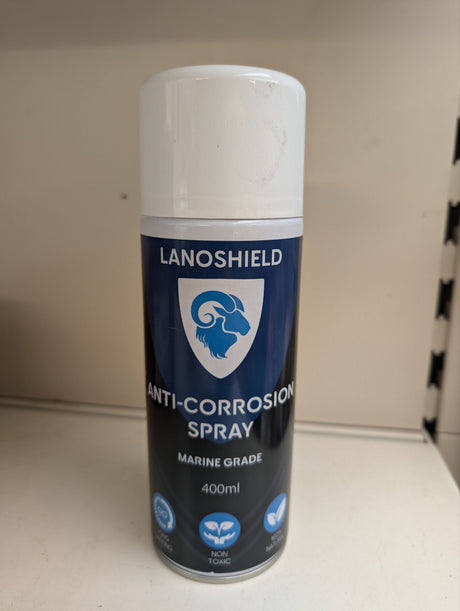 LANOSHIELD
ANTI-CORROSION
SPRAY
MARINE GRADE
400ml
NON
TOXIC